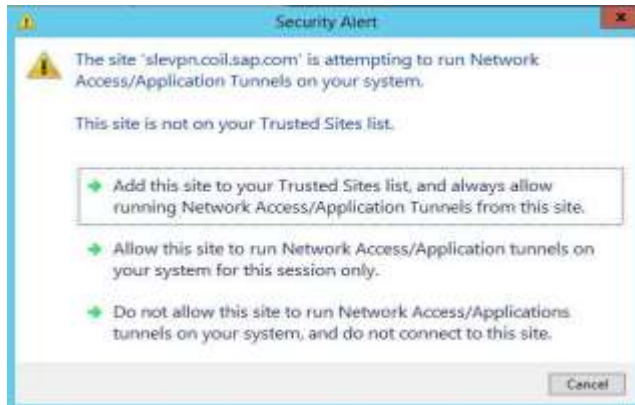 Security Alert
The site 'slevpn.coil.sap.com' is attempting to run Network
Access/Application Tunnels on your system.
This site is not on your Trusted Sites list.
Add this site to your Trusted Sites list, and always allow
running Network Access/Application Tunnels from this site.
Allow this site to run Network Access/Application tunnels on
your system for this session only.
Do not allow this site to run Network Access/Applications
tunnels on your system, and do not connect to this site.
Cancel